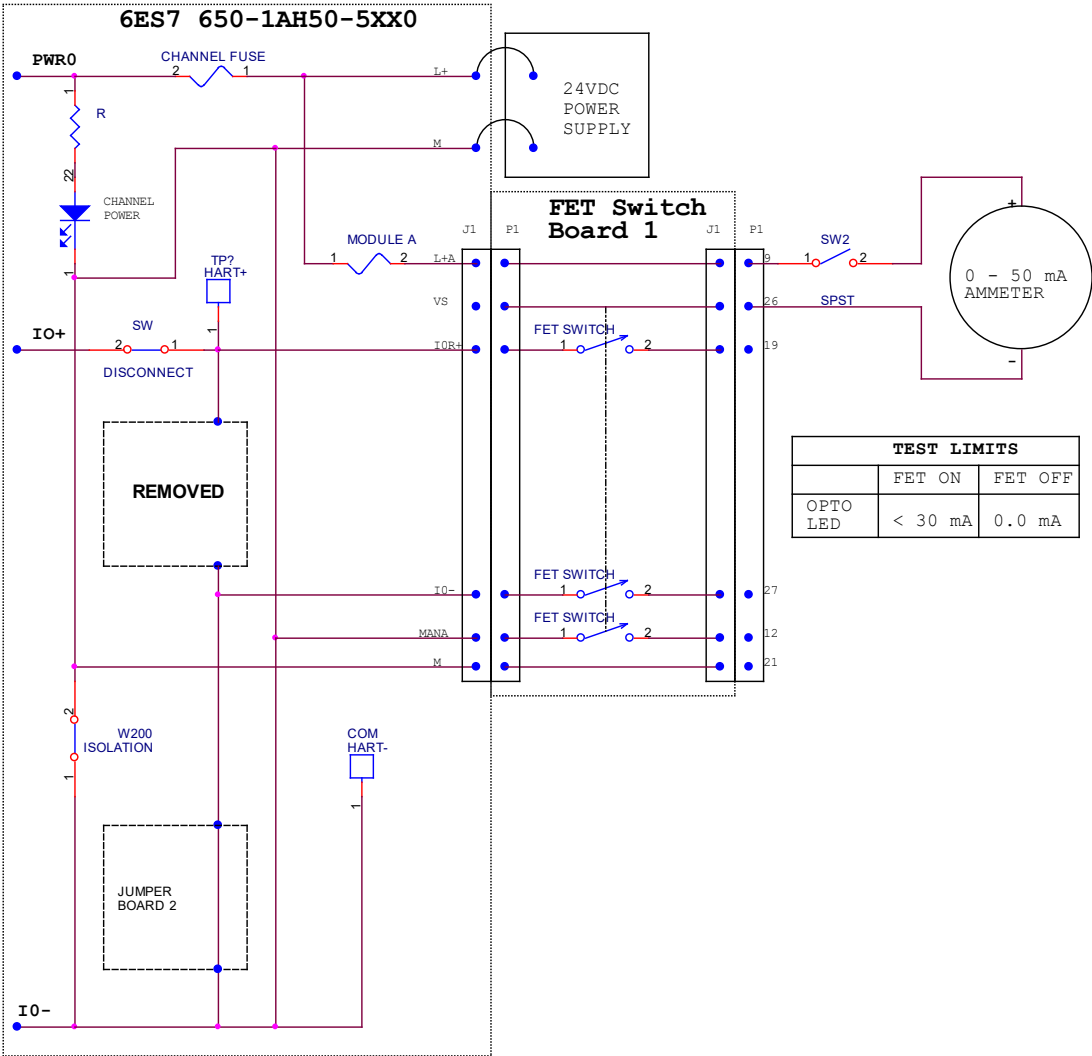 6ES7 650-1AH50-5XX0
PWR0
CHANNEL FUSE
2
1
L+
24VDC
POWER
SUPPLY
1
R
M
22
CHANNEL
POWER
FET Switch
Board 1
J1
P1
J1
P1
1
MODULE A
1
2
L+A
9
SW2
1
2
+
TP?
HART+
0 - 50 mA
AMMETER
VS
26
SPST
1
IO+
SW
2
1
IOR+
FET SWITCH
1
2
19
-
DISCONNECT
REMOVED
TEST LIMITS
FET ON
FET OFF
OPTO
LED
< 30 mA
0.0 mA
FET SWITCH
I0-
1
2
27
FET SWITCH
MANA
1
2
12
M
21
2
W200
ISOLATION
1
COM
HART-
1
JUMPER
BOARD 2
I0-